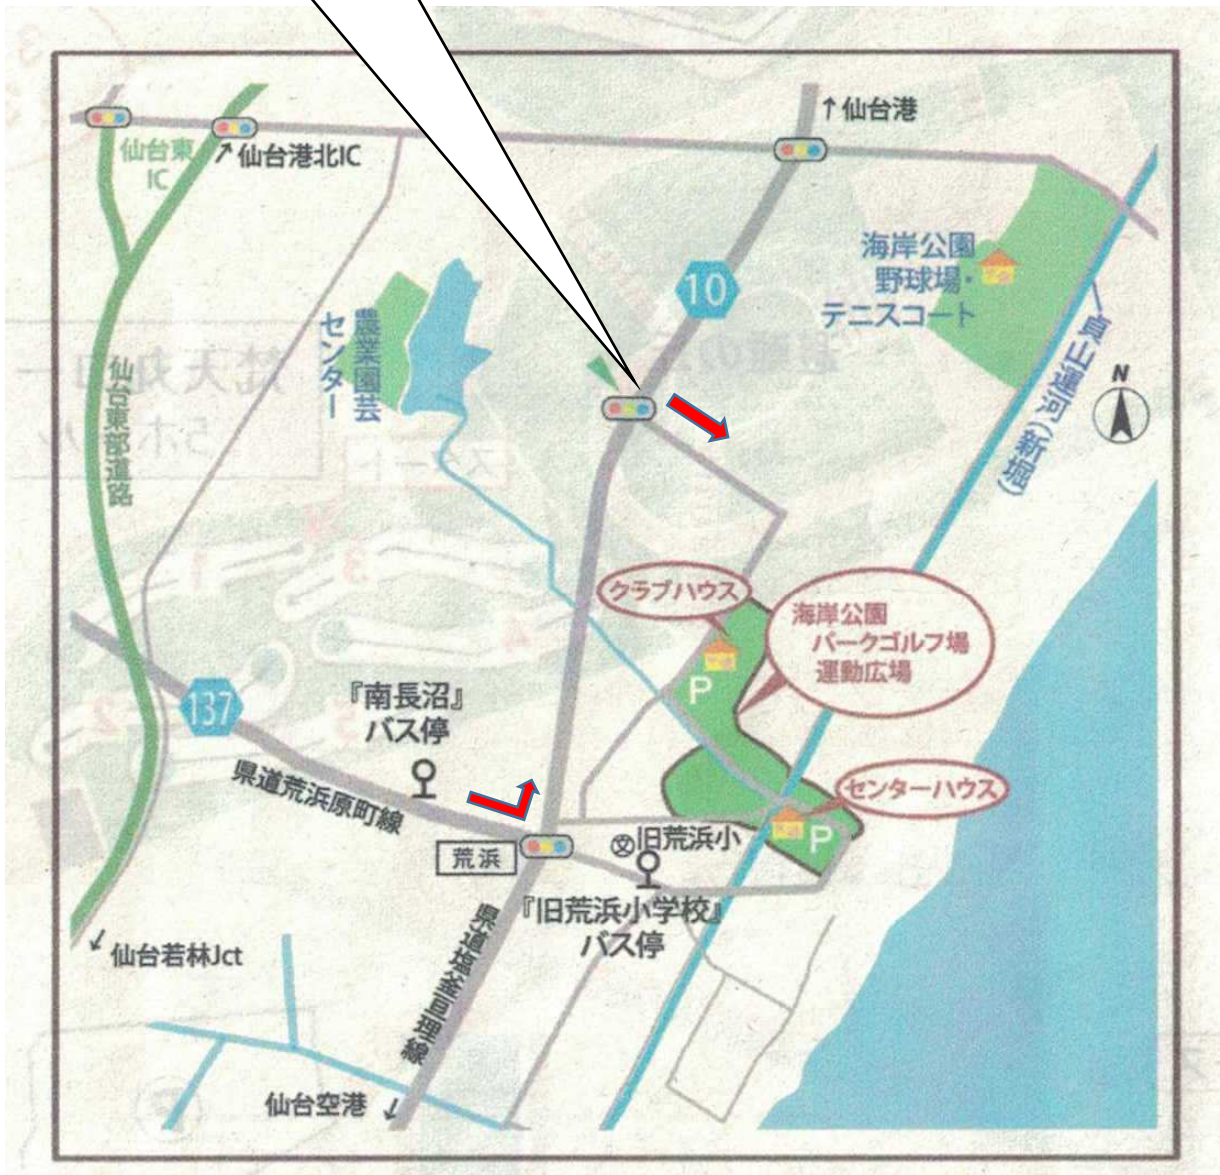 ↑仙台港
仙台東
IC
↗仙台港北IC
海岸公園
野球場・
テニスコート
10
農業園芸
センター
貞山運河(新堀)
N
仙台東部道路
クラブハウス
海岸公園
パークゴルフ場
運動広場
P
137
『南長沼』
バス停
県道荒浜原町線
センターハウス
荒浜
文旧荒浜小
P
『旧荒浜小学校』
バス停
県道塩釜亘理線
↓仙台若林Jct
仙台空港↓